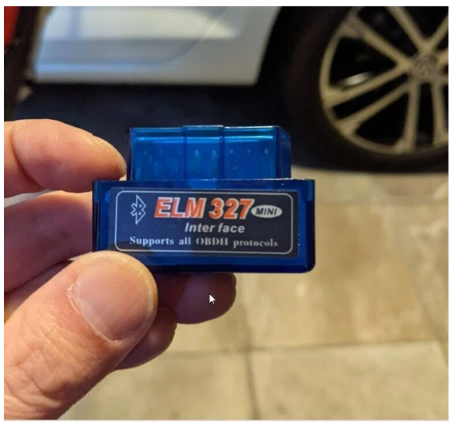 ELM 327 MINI
Inter face
Supports all OBDII protocols